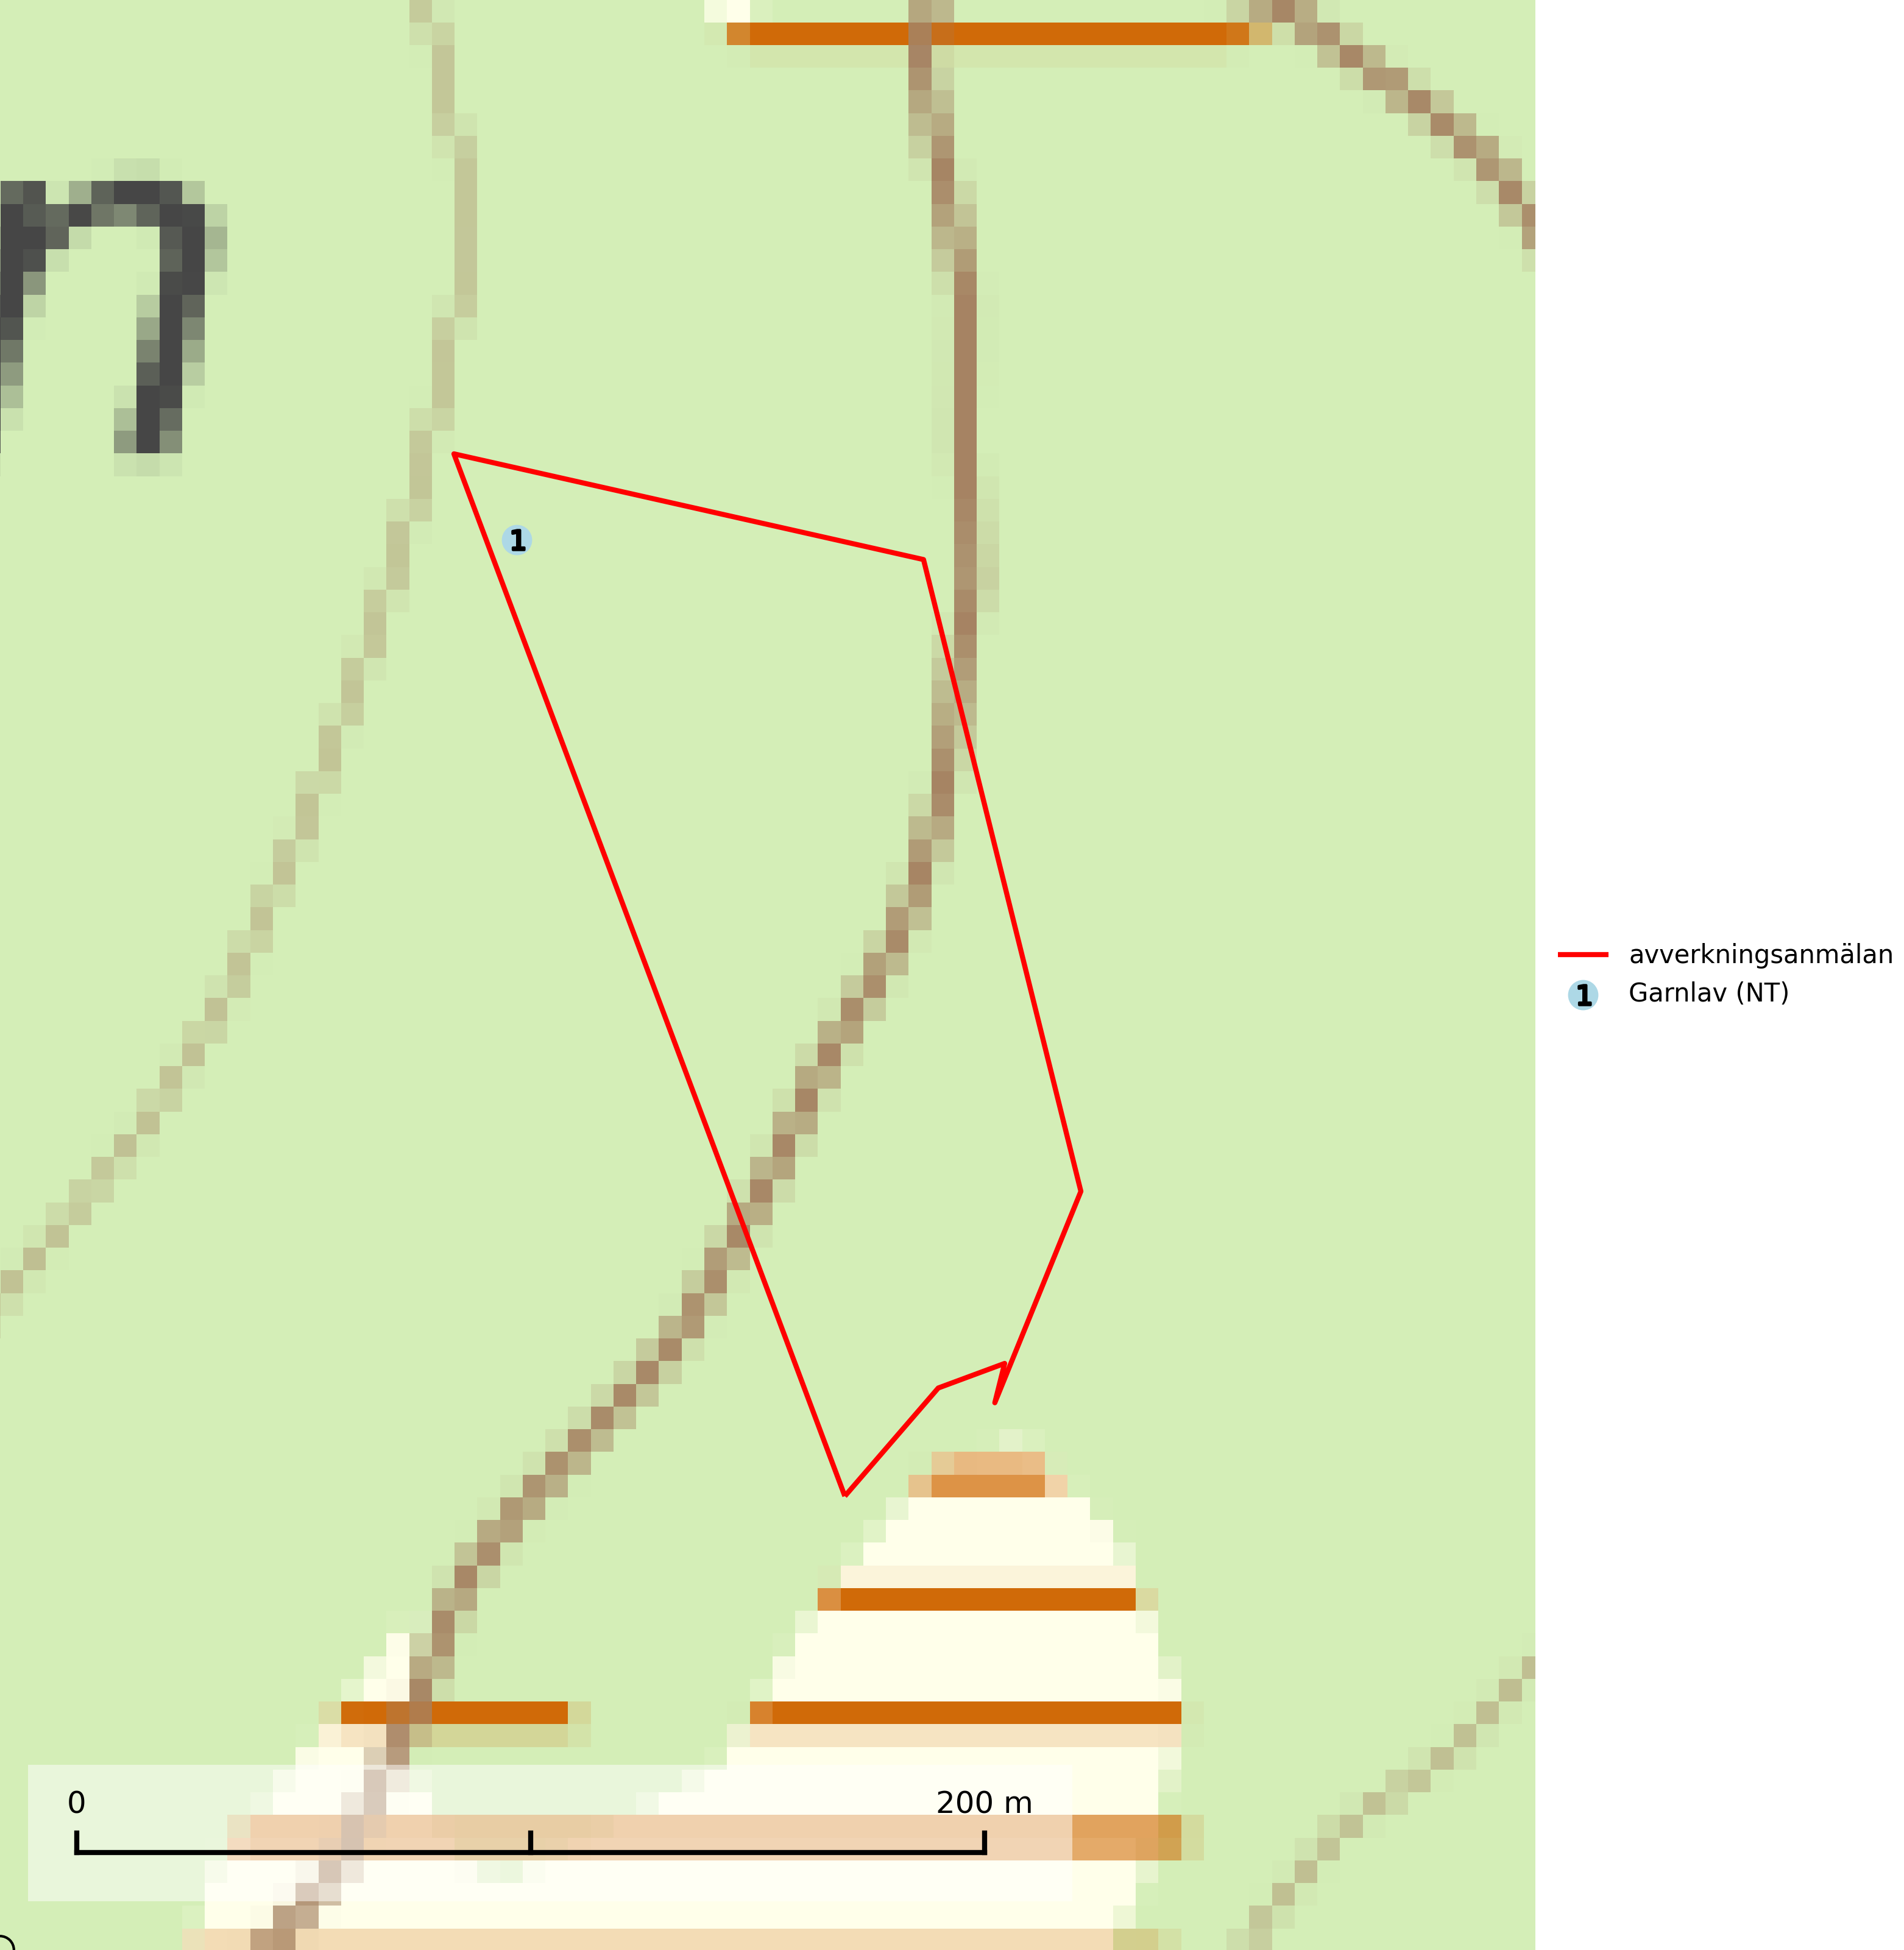 1
avverkningsanmälan
1 Garnlav (NT)
0 200 m